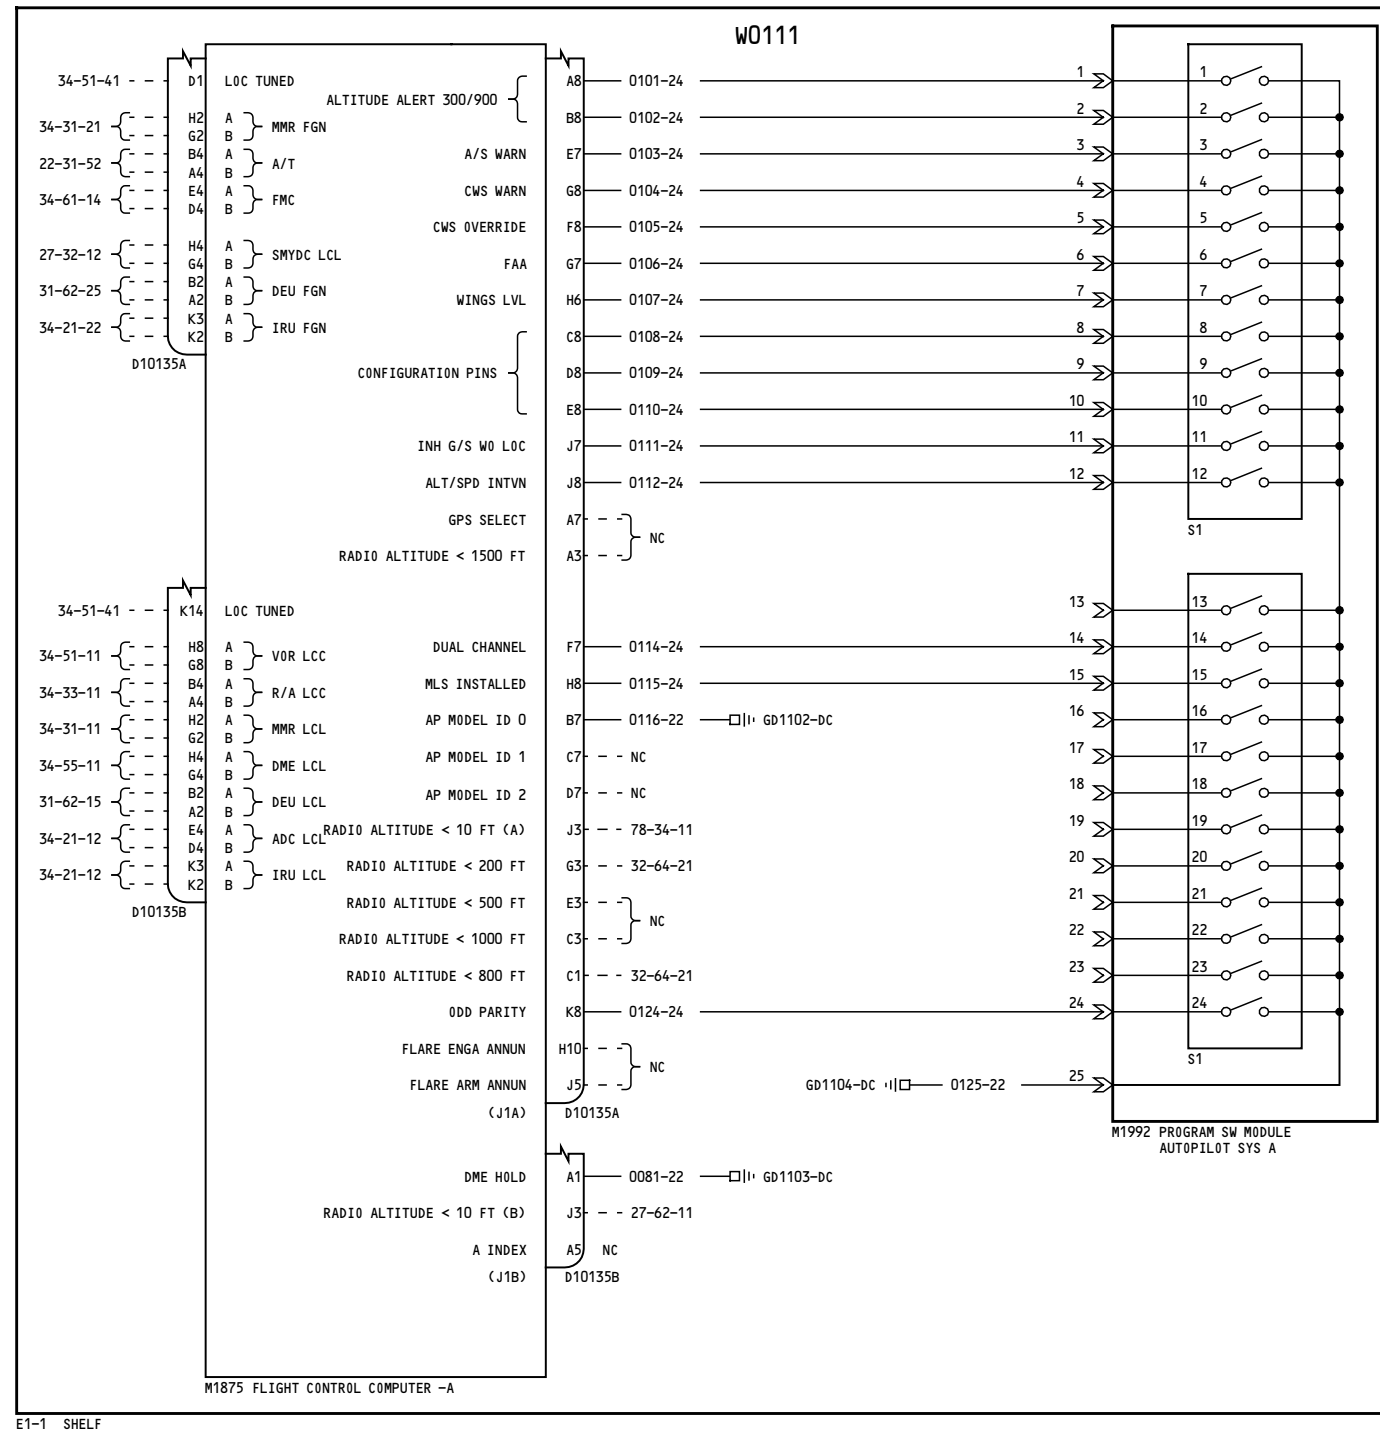 W0111
34-51-41 D1 LOC TUNED
ALTITUDE ALERT 300/900
A8 0101-24 1 1
B8 0102-24 2 2
34-31-21 H2 A MMR FGN
G2 B
22-31-52 B4 A A/T
A4 B
A/S WARN E7 0103-24 3 3
34-61-14 E4 A FMC
D4 B
CWS WARN G8 0104-24 4 4
CWS OVERRIDE F8 0105-24 5 5
27-32-12 H4 A SMYDC LCL
G4 B
FAA G7 0106-24 6 6
31-62-25 B2 A DEU FGN
A2 B
WINGS LVL H6 0107-24 7 7
34-21-22 K3 A IRU FGN
K2 B
D10135A
CONFIGURATION PINS
C8 0108-24 8 8
D8 0109-24 9 9
E8 0110-24 10 10
INH G/S WO LOC J7 0111-24 11 11
ALT/SPD INTVN J8 0112-24 12 12
S1
GPS SELECT A7
NC
RADIO ALTITUDE < 1500 FT A3
34-51-41 K14 LOC TUNED
13 13
34-51-11 H8 A VOR LCC
G8 B
DUAL CHANNEL F7 0114-24 14 14
34-33-11 B4 A R/A LCC
A4 B
MLS INSTALLED H8 0115-24 15 15
34-31-11 H2 A MMR LCL
G2 B
AP MODEL ID 0 B7 0116-22 GD1102-DC 16 16
34-55-11 H4 A DME LCL
G4 B
AP MODEL ID 1 C7 NC 17 17
31-62-15 B2 A DEU LCL
A2 B
AP MODEL ID 2 D7 NC 18 18
34-21-12 E4 A ADC LCL
D4 B
RADIO ALTITUDE < 10 FT (A) J3 78-34-11 19 19
34-21-12 K3 A IRU LCL
K2 B
D10135B
RADIO ALTITUDE < 200 FT G3 32-64-21 20 20
RADIO ALTITUDE < 500 FT E3 21 21
NC
RADIO ALTITUDE < 1000 FT C3 22 22
RADIO ALTITUDE < 800 FT C1 32-64-21 23 23
ODD PARITY K8 0124-24 24 24
S1
FLARE ENGA ANNUN H10
NC
FLARE ARM ANNUN J5
GD1104-DC 0125-22 25
(J1A) D10135A
M1992 PROGRAM SW MODULE
AUTOPILOT SYS A
DME HOLD A1 0081-22 GD1103-DC
RADIO ALTITUDE < 10 FT (B) J3 27-62-11
A INDEX A5 NC
(J1B) D10135B
M1875 FLIGHT CONTROL COMPUTER -A
E1-1 SHELF